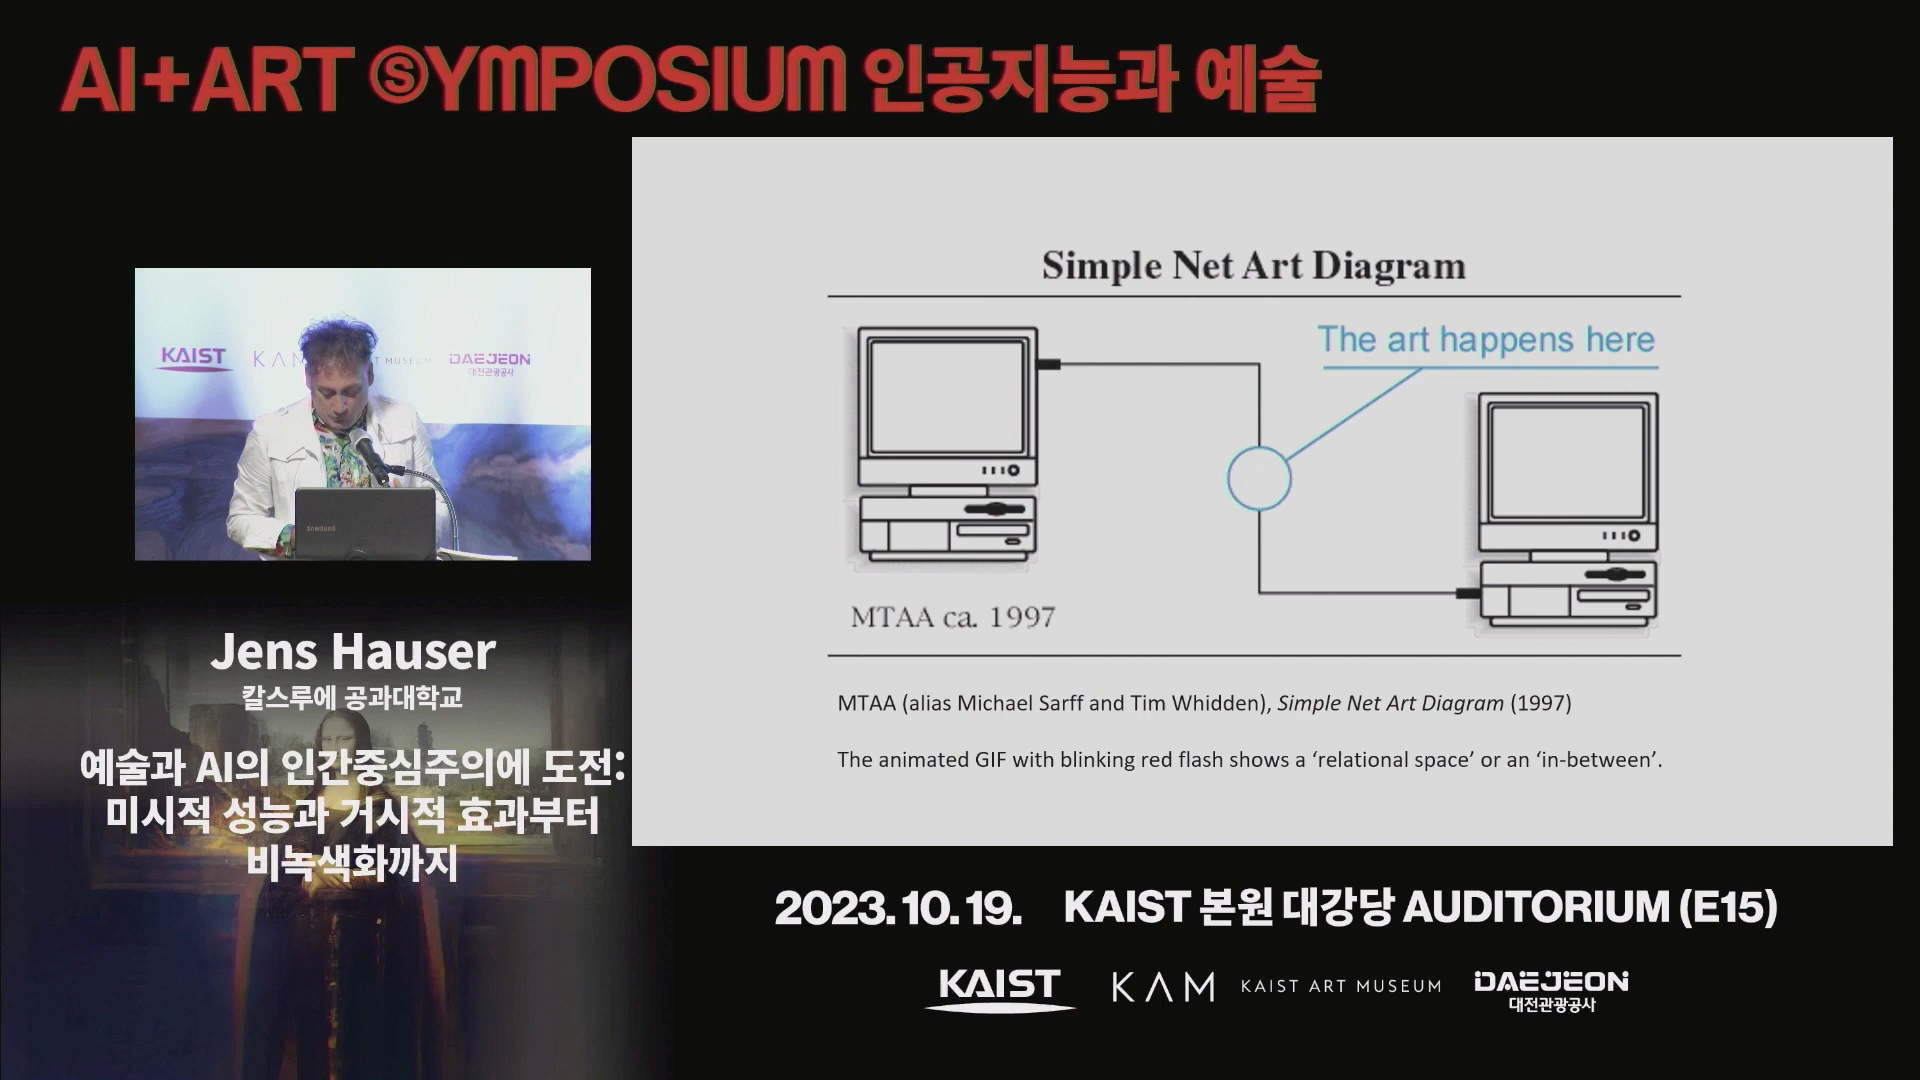 AI+ART SYMPOSIUM 인공지능과 예술
KAIST
DAEJEON
대전관광공사
SAMSUNG
Jens Hauser
칼스루에 공과대학교
예술과 AI의 인간중심주의에 도전:
미시적 성능과 거시적 효과부터
비녹색화까지
Simple Net Art Diagram
The art happens here
MTAA ca. 1997
MTAA (alias Michael Sarff and Tim Whidden), Simple Net Art Diagram (1997)
The animated GIF with blinking red flash shows a ‘relational space’ or an ‘in-between’.
2023. 10. 19. KAIST 본원 대강당 AUDITORIUM (E15)
KAIST
KAM KAIST ART MUSEUM
DAEJEON
대전관광공사